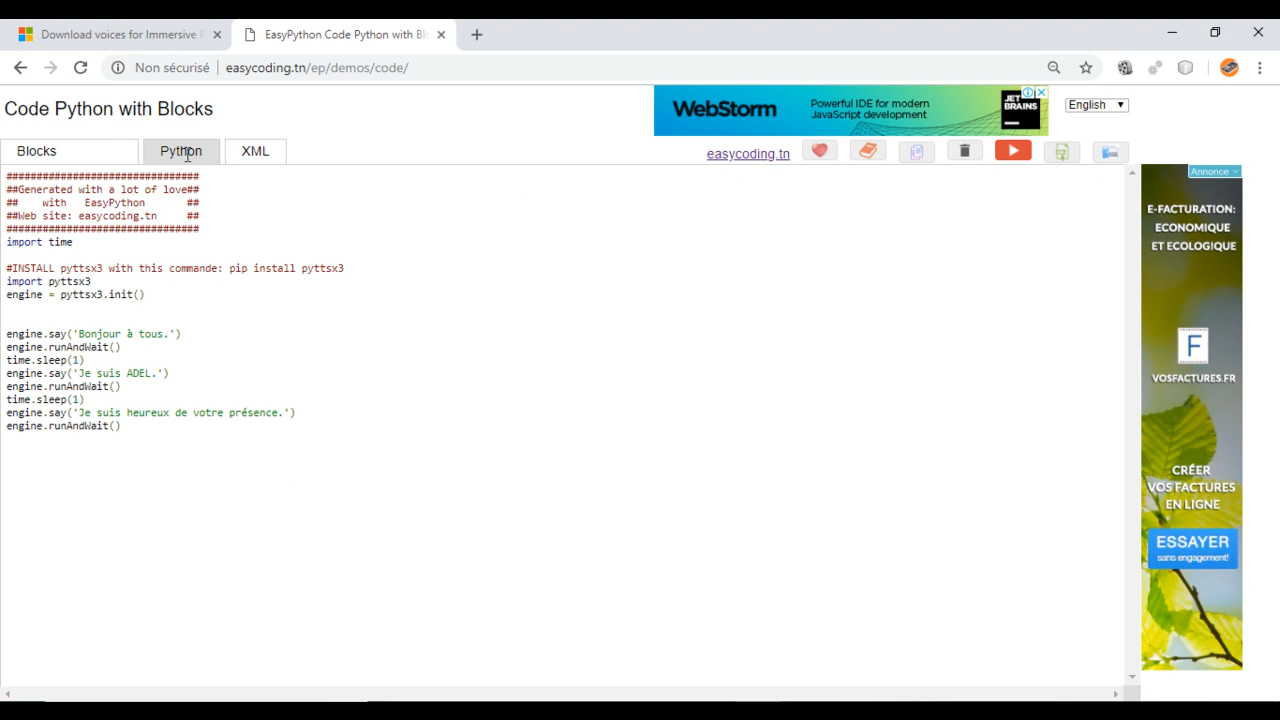 Download voices for Immersive R
EasyPython Code Python with Bl
Non sécurisé
easycoding.tn/ep/demos/code/
Code Python with Blocks
WebStorm
Powerful IDE for modern
JavaScript development
JET
BRAINS
English
Blocks
Python
XML
easycoding.tn
################################
##Generated with a lot of love##
##    with   EasyPython       ##
##Web site: easycoding.tn     ##
################################
import time
#INSTALL pyttsx3 with this commande: pip install pyttsx3
import pyttsx3
engine = pyttsx3.init()
engine.say('Bonjour à tous.')
engine.runAndWait()
time.sleep(1)
engine.say('Je suis ADEL.')
engine.runAndWait()
time.sleep(1)
engine.say('Je suis heureux de votre présence.')
engine.runAndWait()
Annonce
E-FACTURATION:
ECONOMIQUE
ET ECOLOGIQUE
F
VOSFACTURES.FR
CRÉER
VOS FACTURES
EN LIGNE
ESSAYER
sans engagement!